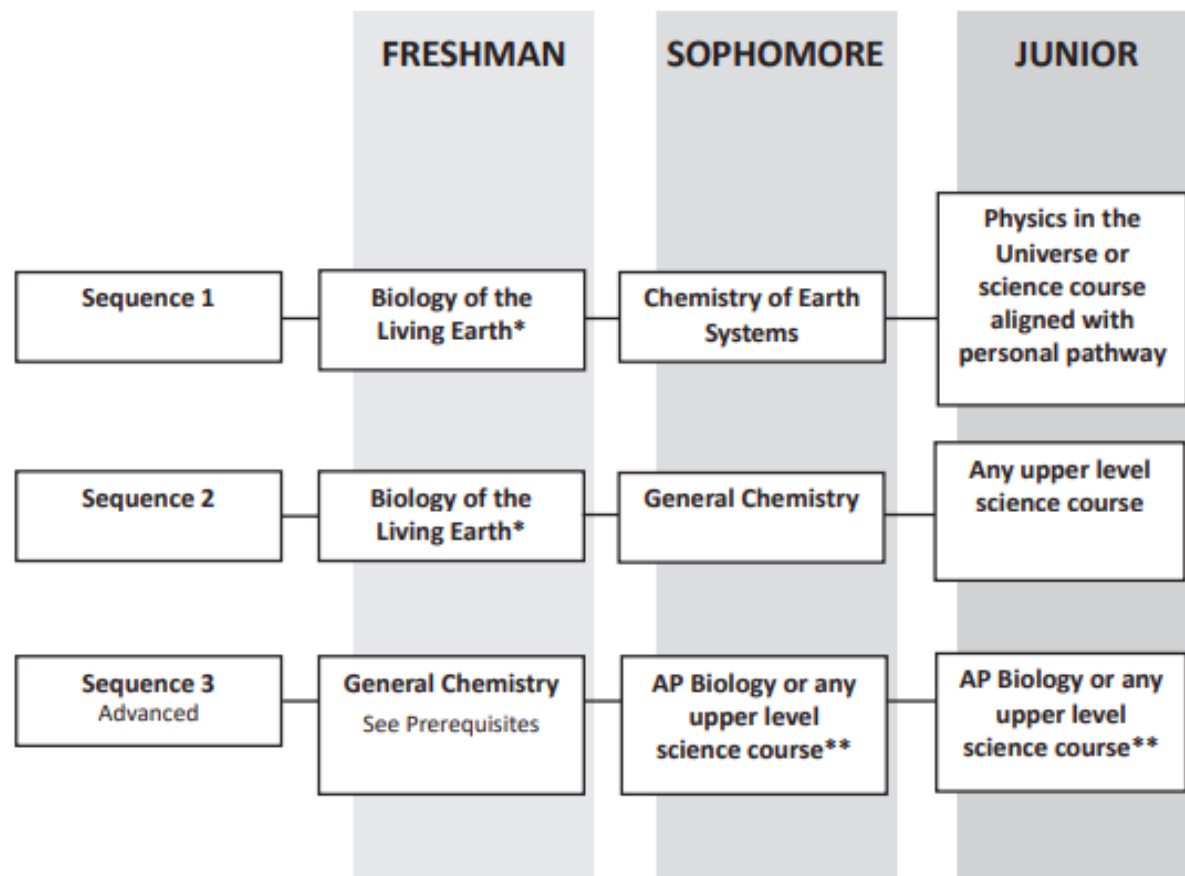 FRESHMAN
SOPHOMORE
JUNIOR
Sequence 1
Biology of the
Living Earth*
Chemistry of Earth
Systems
Physics in the
Universe or
science course
aligned with
personal pathway
Sequence 2
Biology of the
Living Earth*
General Chemistry
Any upper level
science course
Sequence 3
Advanced
General Chemistry
See Prerequisites
AP Biology or any
upper level
science course**
AP Biology or any
upper level
science course**